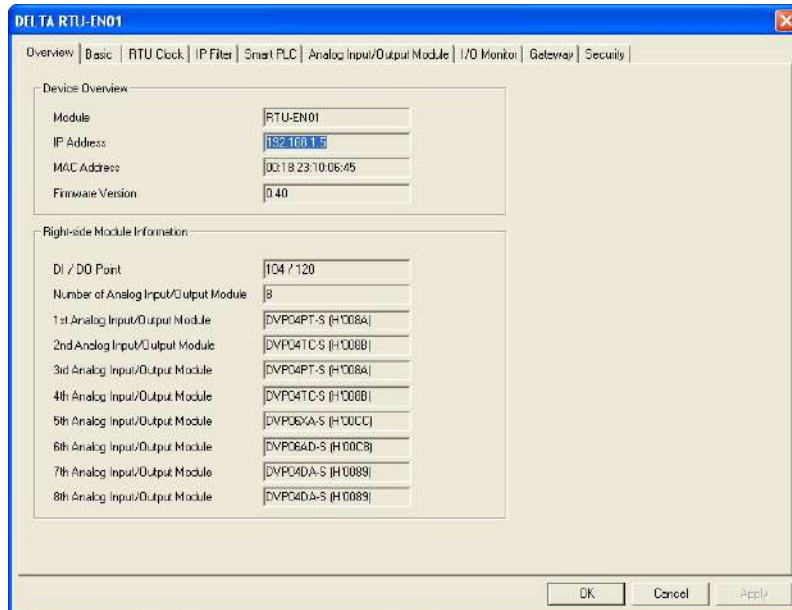 DELTA RTU-EN01
Overview Basic RTU Clock IP Filter Smart PLC Analog Input/Output Module I/O Monitor Gateway Security
Device Overview
Module RTU-EN01
IP Address 192.168.1.5
MAC Address 00:18:23:10:06:45
Firmware Version 0.40
Right-side Module Information
DI / DO Point 104 / 120
Number of Analog Input/Output Module 8
1st Analog Input/Output Module DVP04PT-S (H'008A)
2nd Analog Input/Output Module DVP04TC-S (H'008B)
3rd Analog Input/Output Module DVP04PT-S (H'008A)
4th Analog Input/Output Module DVP04TC-S (H'008B)
5th Analog Input/Output Module DVP06XA-S (H'00CC)
6th Analog Input/Output Module DVP06AD-S (H'00C8)
7th Analog Input/Output Module DVP04DA-S (H'0089)
8th Analog Input/Output Module DVP04DA-S (H'0089)
OK Cancel Apply